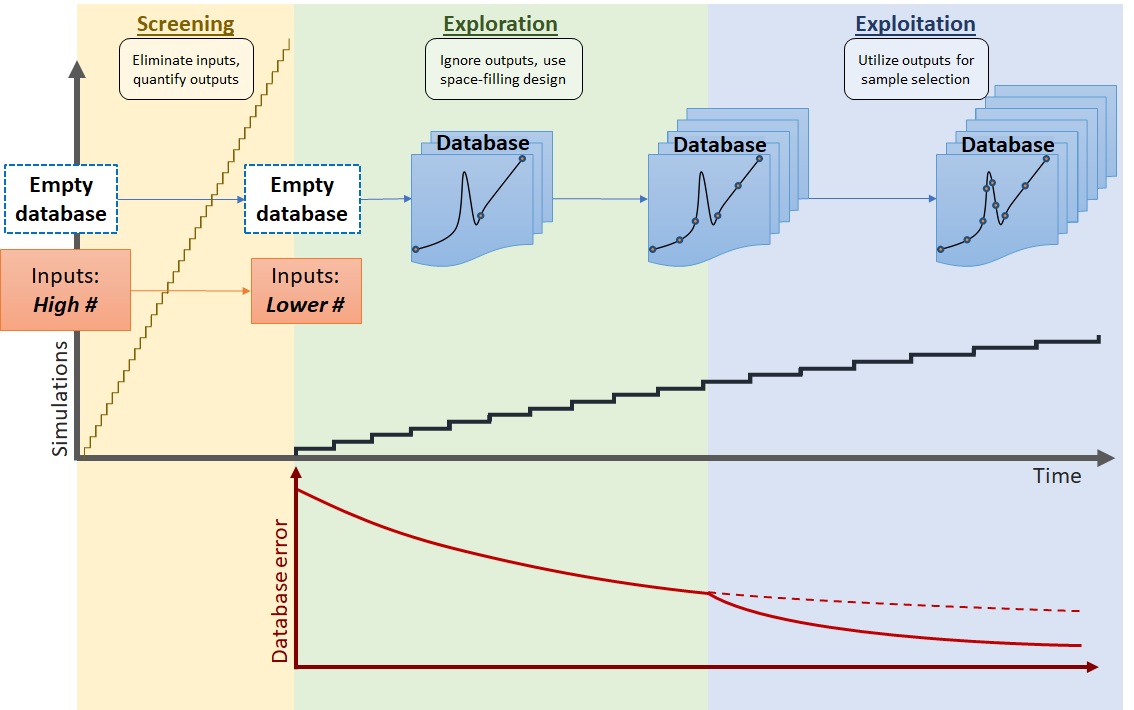 Screening
Exploration
Exploitation
Eliminate inputs,
quantify outputs
Ignore outputs, use
space-filling design
Utilize outputs for
sample selection
Empty
database
Empty
database
Database
Database
Database
Inputs:
High #
Inputs:
Lower #
Simulations
Time
Database error